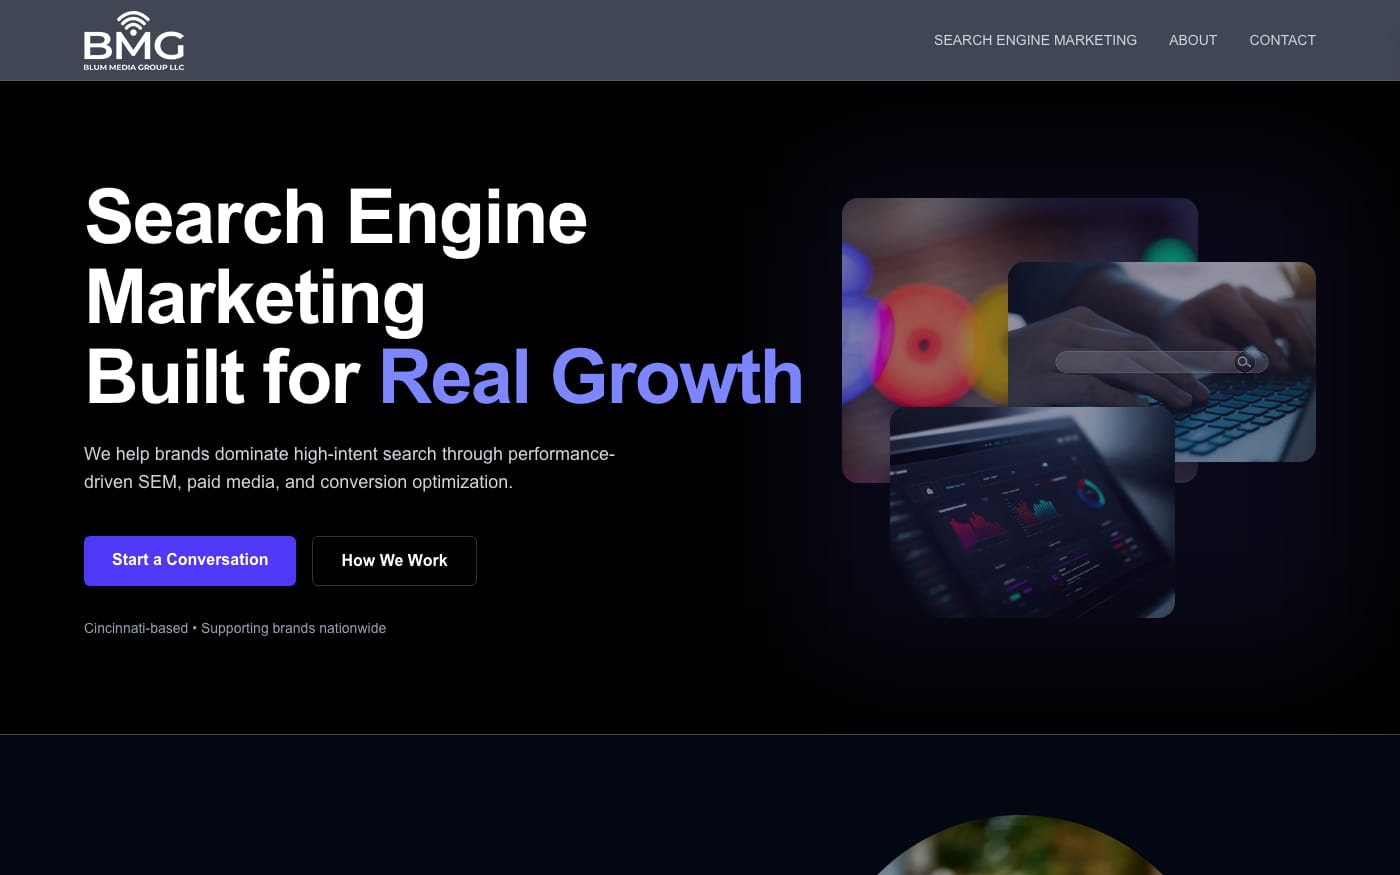 BMG
BLUM MEDIA GROUP LLC
SEARCH ENGINE MARKETING
ABOUT
CONTACT
Search Engine
Marketing
Built for Real Growth
We help brands dominate high-intent search through performance-
driven SEM, paid media, and conversion optimization.
Start a Conversation
How We Work
Cincinnati-based • Supporting brands nationwide